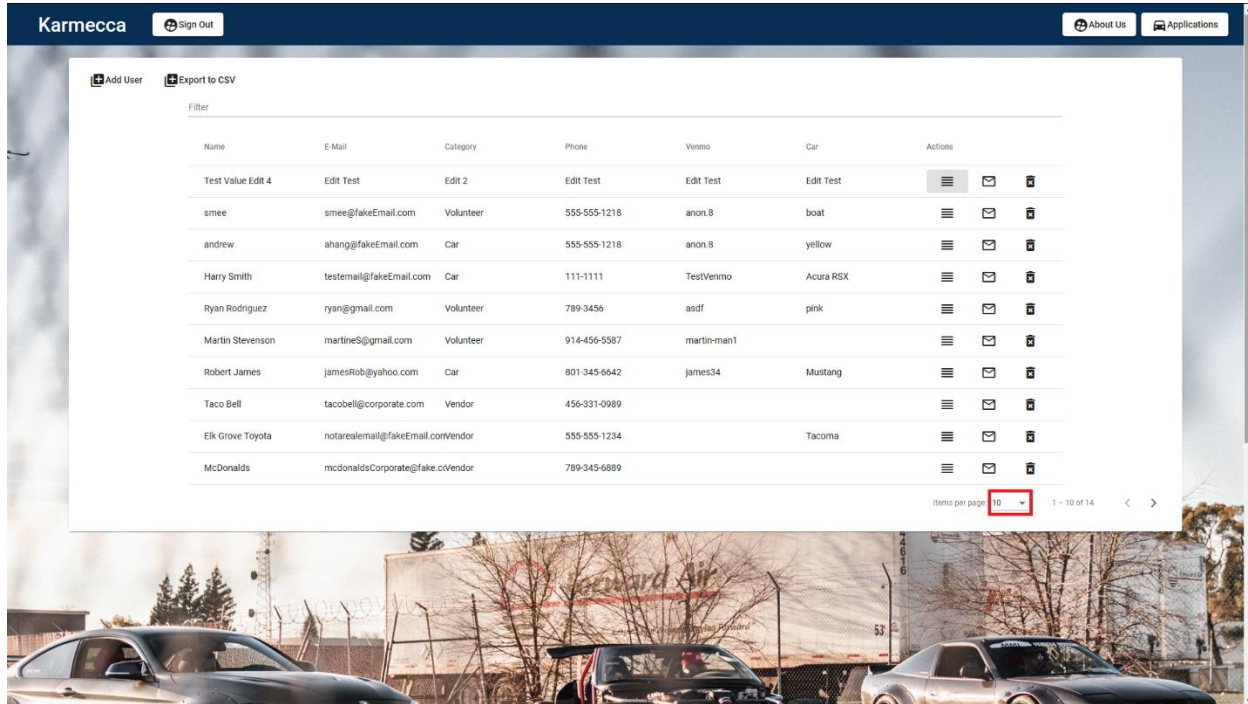 Karmecca Sign Out About Us Applications
Add User Export to CSV
Filter
Name E-Mail Category Phone Venmo Car Actions
Test Value Edit 4 Edit Test Edit 2 Edit Test Edit Test Edit Test
smee smee@fakeEmail.com Volunteer 555-555-1218 anon.8 boat
andrew ahang@fakeEmail.com Car 555-555-1218 anon.8 yellow
Harry Smith testemail@fakeEmail.com Car 111-1111 TestVenmo Acura RSX
Ryan Rodriguez ryan@gmail.com Volunteer 789-3456 asdf pink
Martin Stevenson martineS@gmail.com Volunteer 914-456-5587 martin-man1
Robert James jamesRob@yahoo.com Car 801-345-6642 james34 Mustang
Taco Bell tacobell@corporate.com Vendor 456-331-0989
Elk Grove Toyota notarealemail@fakeEmail.com Vendor 555-555-1234 Tacoma
McDonalds mcdonaldsCorporate@fake.c Vendor 789-345-6889
Items per page: 10 1 – 10 of 14
Forward Air
53